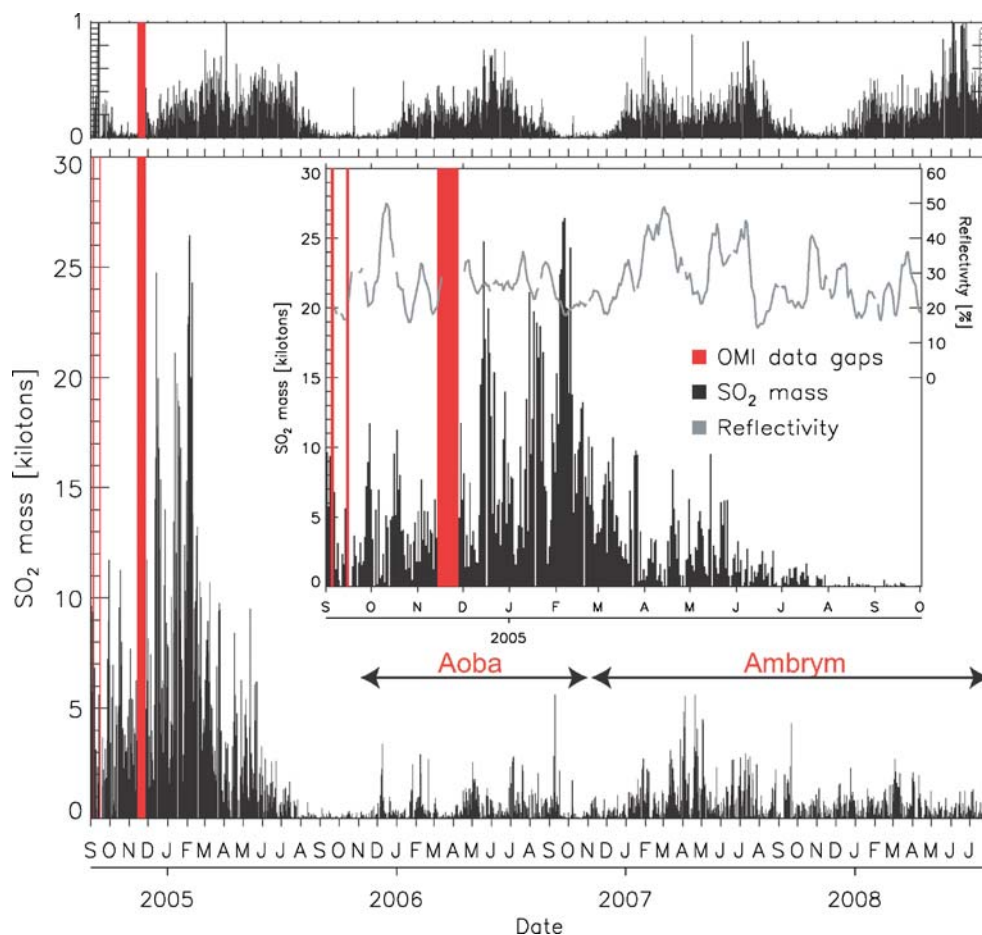 1
0
30
25
20
15
10
5
0
SO2 mass [kilotons]
30
25
20
15
10
5
0
SO2 mass [kilotons]
60
50
40
30
20
10
0
Reflectivity [%]
OMI data gaps
SO2 mass
Reflectivity
S O N D J F M A M J J A S O
2005
Aoba Ambrym
S O N D J F M A M J J A S O N D J F M A M J J A S O N D J F M A M J J A S O N D J F M A M J J
2005 2006 2007 2008
Date